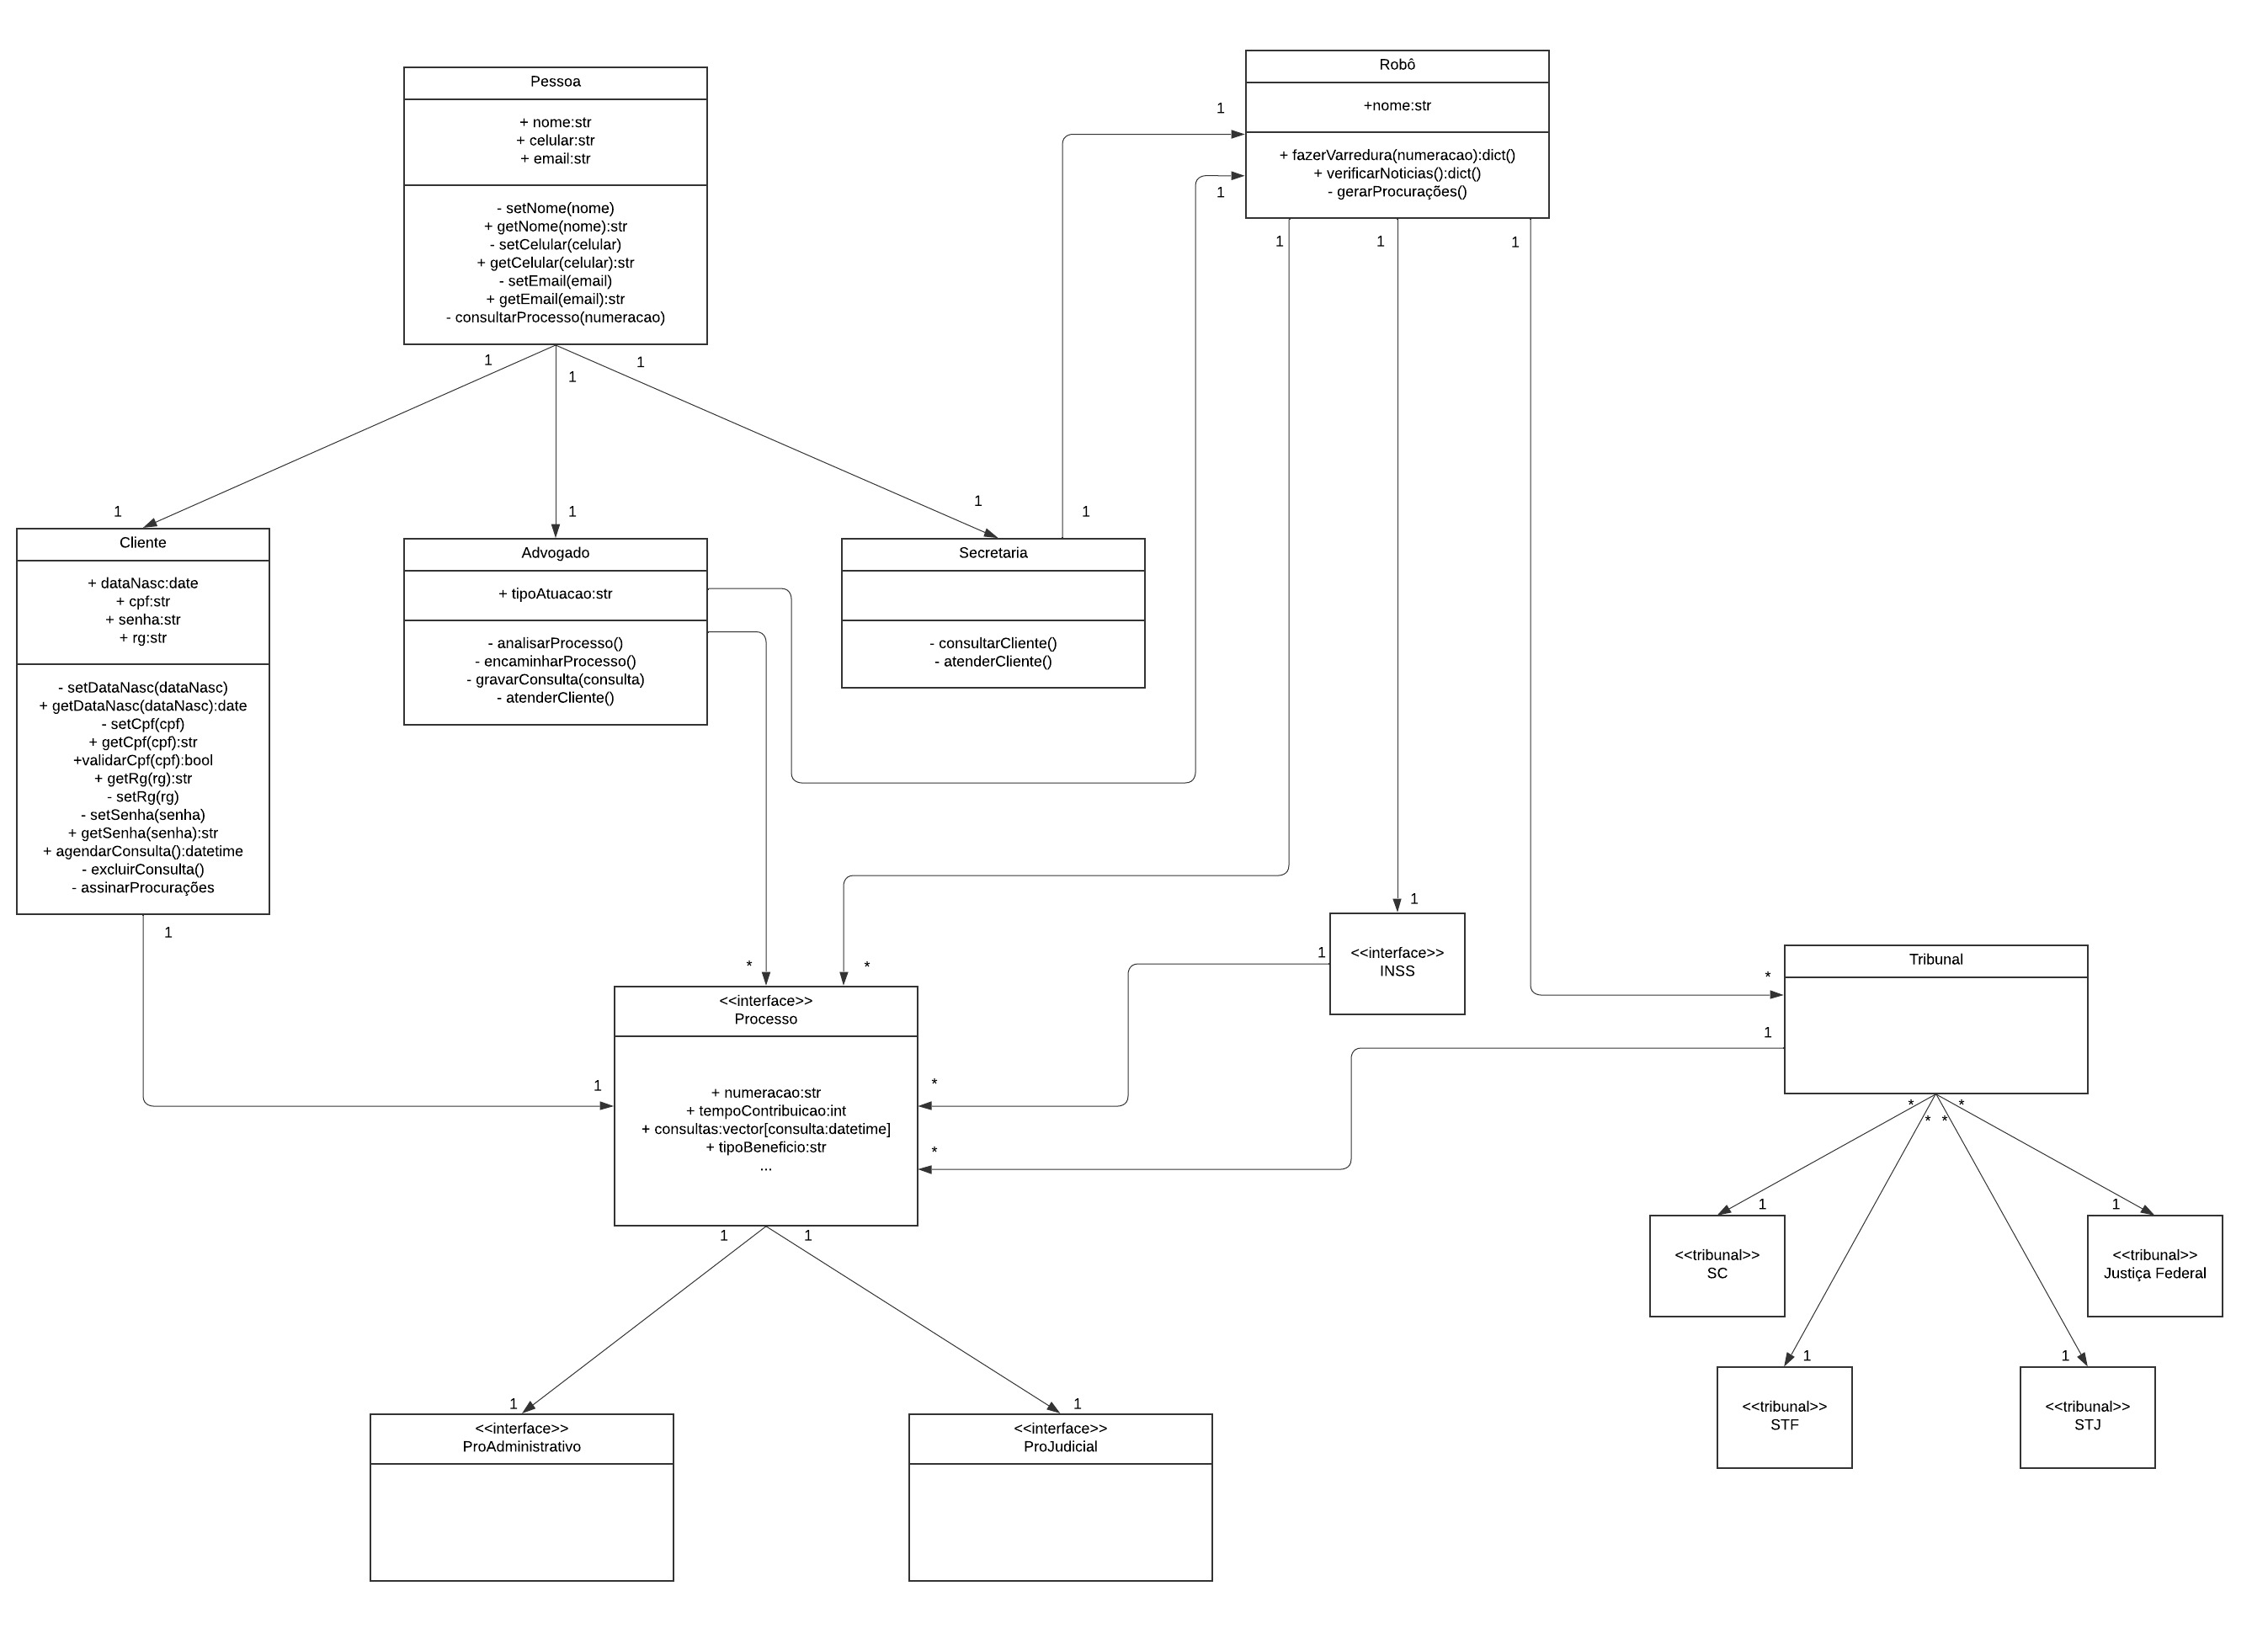 Pessoa
+ nome:str
+ celular:str
+ email:str
- setNome(nome)
+ getNome(nome):str
- setCelular(celular)
+ getCelular(celular):str
- setEmail(email)
+ getEmail(email):str
- consultarProcesso(numeracao)
1
1
1
Robô
+nome:str
+ fazerVarredura(numeracao):dict()
+ verificarNoticias():dict()
- gerarProcurações()
1
1
1
1
1
1
Cliente
+ dataNasc:date
+ cpf:str
+ senha:str
+ rg:str
- setDataNasc(dataNasc)
+ getDataNasc(dataNasc):date
- setCpf(cpf)
+ getCpf(cpf):str
+validarCpf(cpf):bool
+ getRg(rg):str
- setRg(rg)
- setSenha(senha)
+ getSenha(senha):str
+ agendarConsulta():datetime
- excluirConsulta()
- assinarProcurações
1
1
Advogado
+ tipoAtuacao:str
- analisarProcesso()
- encaminharProcesso()
- gravarConsulta(consulta)
- atenderCliente()
1
1
Secretaria
- consultarCliente()
- atenderCliente()
*
*
1
<<interface>>
Processo
+ numeracao:str
+ tempoContribuicao:int
+ consultas:vector[consulta:datetime]
+ tipoBeneficio:str
...
*
*
1
1
1
1
<<interface>>
INSS
*
1
Tribunal
*
*
*
*
1
<<tribunal>>
SC
1
<<tribunal>>
Justiça Federal
1
<<tribunal>>
STF
1
<<tribunal>>
STJ
1
<<interface>>
ProAdministrativo
1
<<interface>>
ProJudicial